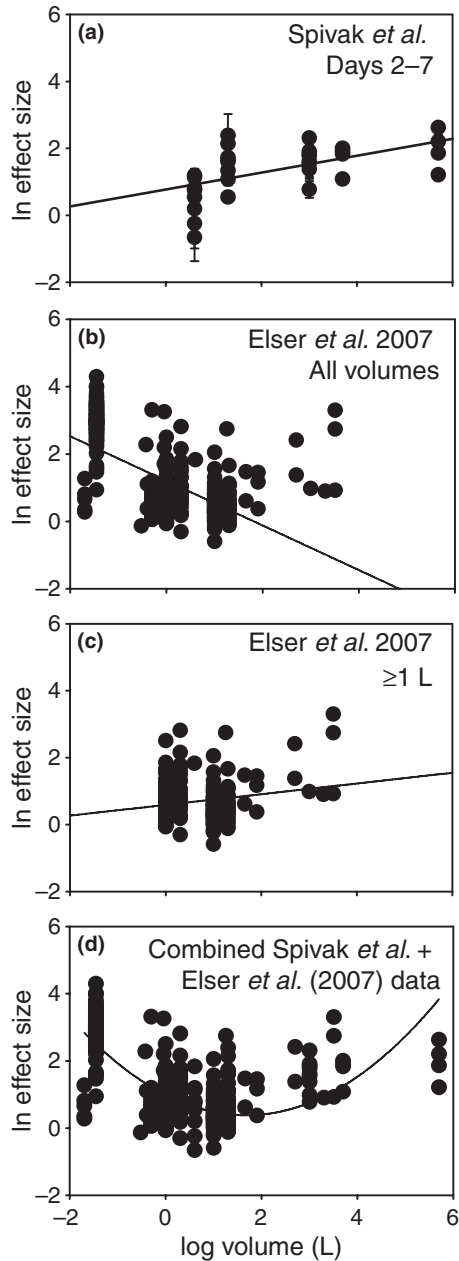 6
(a)
Spivak et al.
Days 2–7
4
2
0
–2
ln effect size
6
(b)
Elser et al. 2007
All volumes
4
2
0
–2
ln effect size
6
(c)
Elser et al. 2007
≥1 L
4
2
0
–2
ln effect size
6
(d)
Combined Spivak et al. +
Elser et al. (2007) data
4
2
0
–2
ln effect size
–2 0 2 4 6
log volume (L)